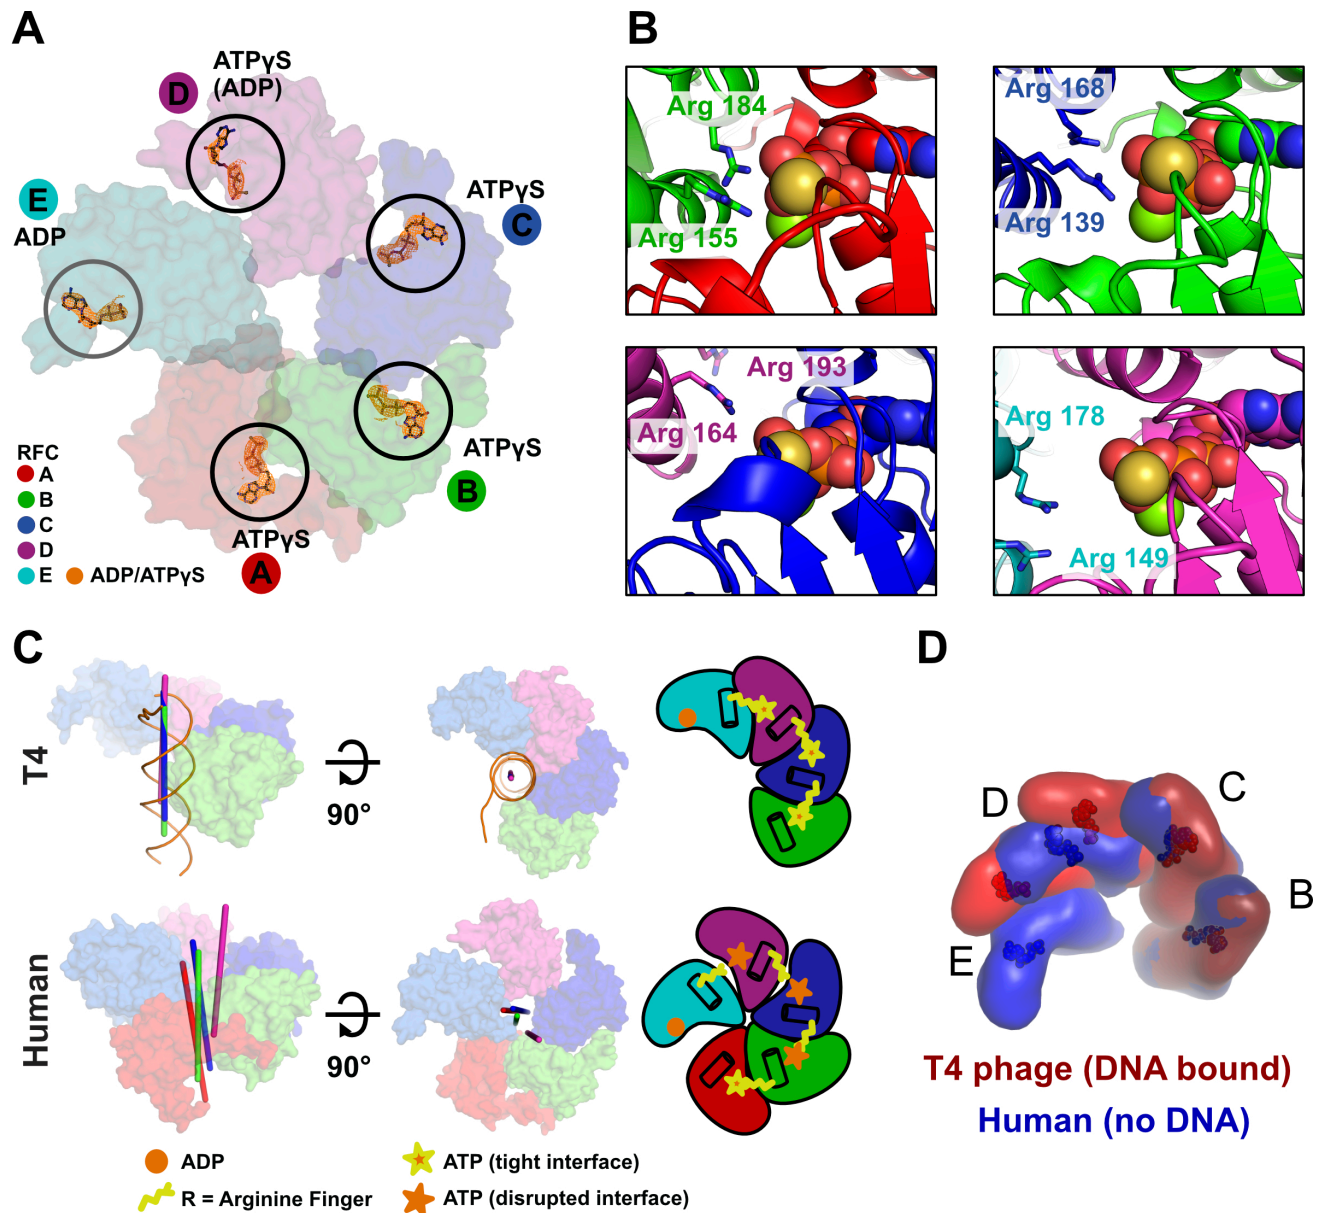 A
ATPγS
(ADP)
D
E
ADP
ATPγS
C
ATPγS
B
ATPγS
A
RFC
A
B
C
D
E
ADP/ATPγS
B
Arg 184
Arg 155
Arg 168
Arg 139
Arg 193
Arg 164
Arg 178
Arg 149
C
T4
90°
Human
90°
ADP
R = Arginine Finger
ATP (tight interface)
ATP (disrupted interface)
D
D
C
B
E
T4 phage (DNA bound)
Human (no DNA)